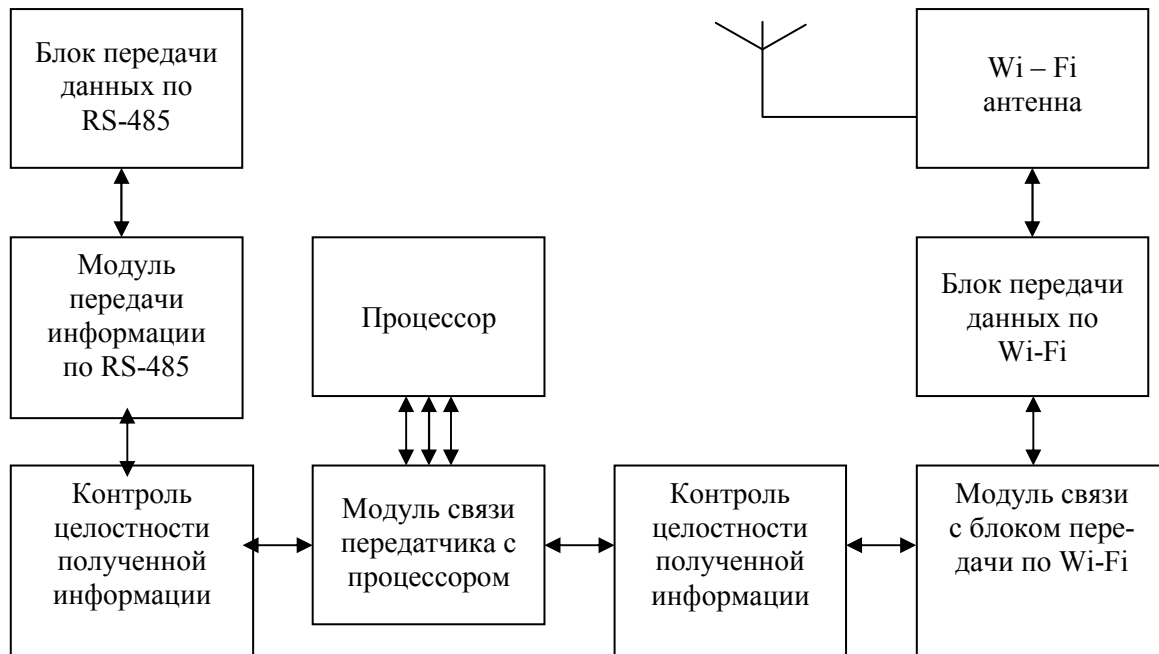 Блок передачи
данных по
RS-485
Wi – Fi
антенна
Модуль
передачи
информации
по RS-485
Процессор
Блок передачи
данных по
Wi-Fi
Контроль
целостности
полученной
информации
Модуль связи
передатчика с
процессором
Контроль
целостности
полученной
информации
Модуль связи
с блоком пере-
дачи по Wi-Fi